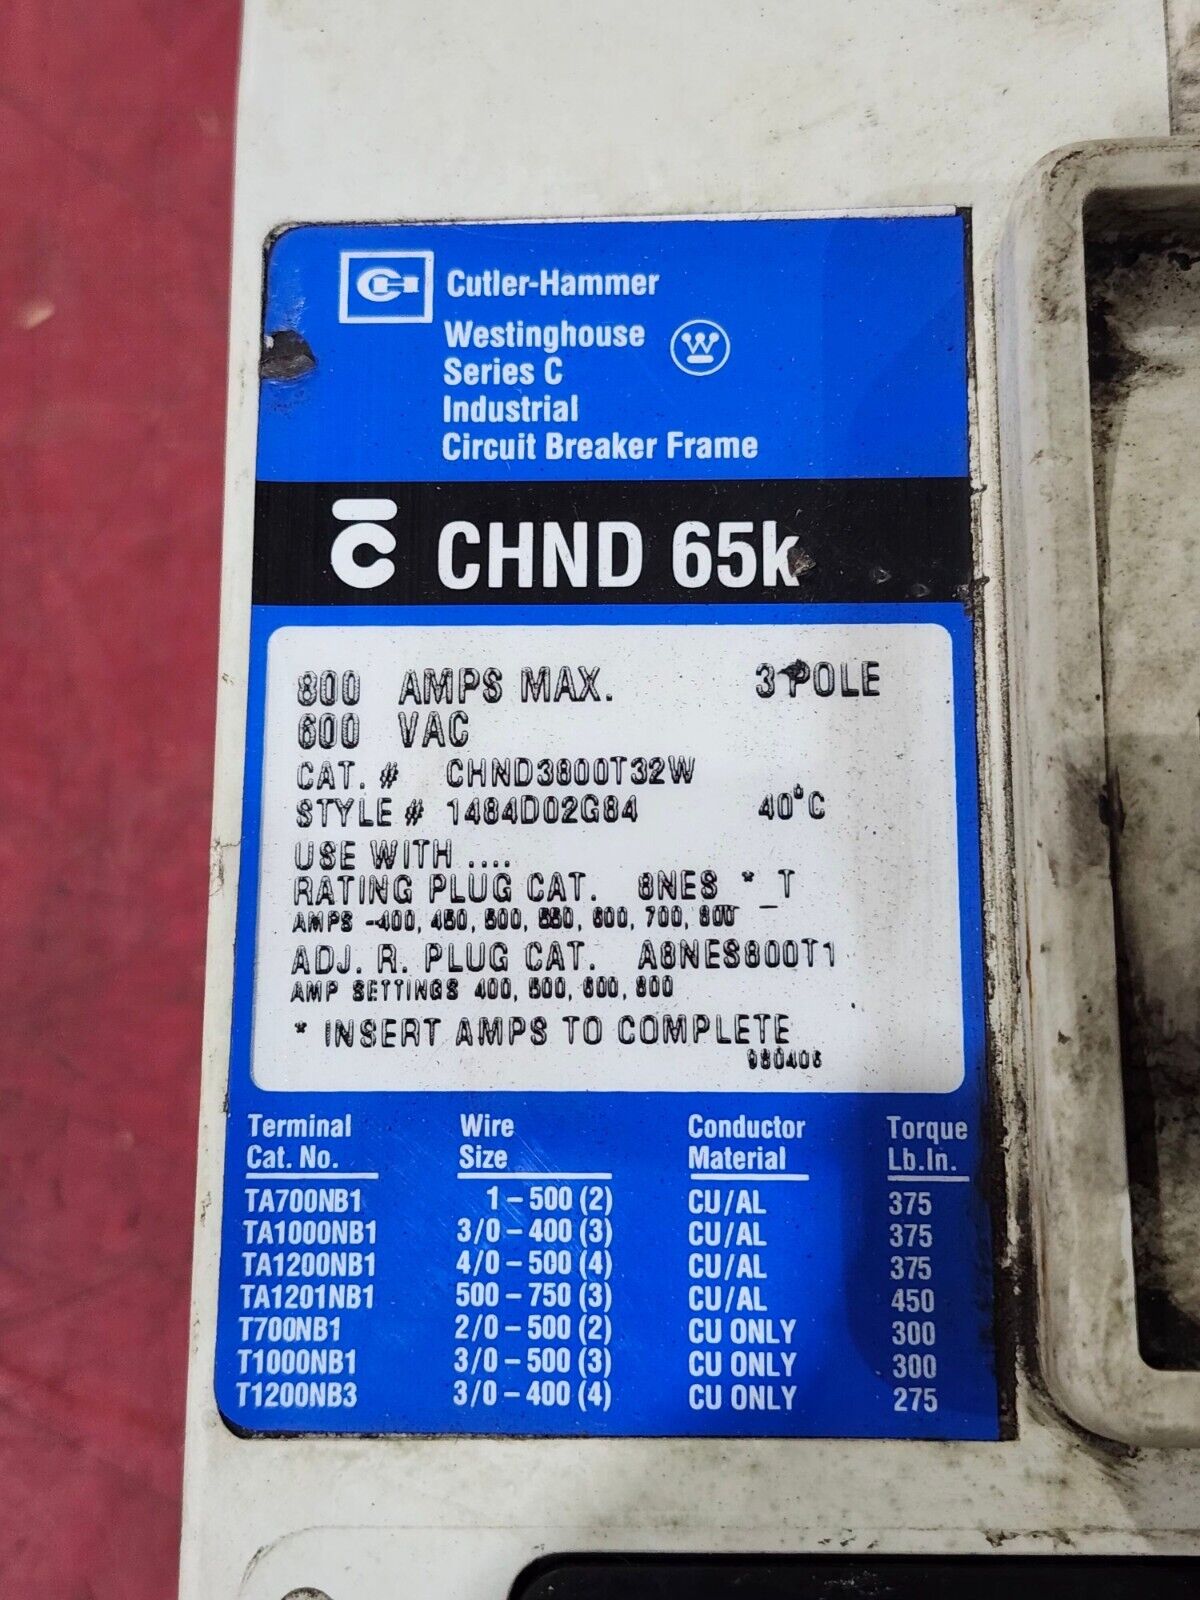 CH Cutler-Hammer
Westinghouse W
Series C
Industrial
Circuit Breaker Frame
C CHND 65k
800 AMPS MAX. 3 POLE
600 VAC
CAT. # CHND3800T32W
STYLE # 1484D02G84 40°C
USE WITH ....
RATING PLUG CAT. 8NES_*_T
AMPS -400, 450, 500, 550, 600, 700, 800
ADJ. R. PLUG CAT. A8NES800T1
AMP SETTINGS 400, 500, 600, 800
* INSERT AMPS TO COMPLETE
980406
Terminal Wire Conductor Torque
Cat. No. Size Material Lb.In.
TA700NB1 1 – 500 (2) CU/AL 375
TA1000NB1 3/0 – 400 (3) CU/AL 375
TA1200NB1 4/0 – 500 (4) CU/AL 375
TA1201NB1 500 – 750 (3) CU/AL 450
T700NB1 2/0 – 500 (2) CU ONLY 300
T1000NB1 3/0 – 500 (3) CU ONLY 300
T1200NB3 3/0 – 400 (4) CU ONLY 275